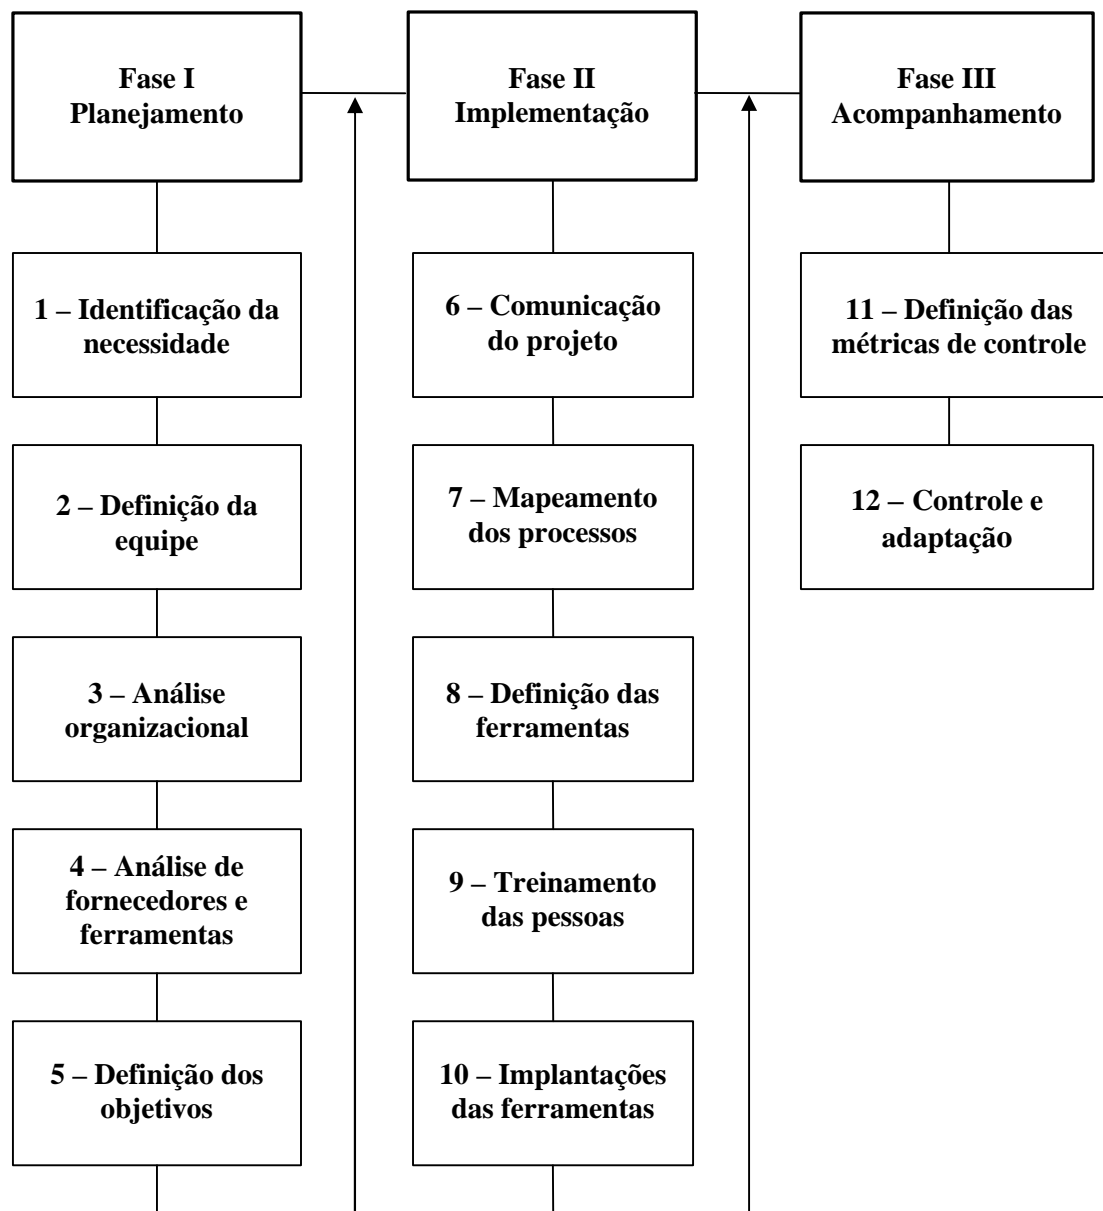 Fase I
Planejamento
1 – Identificação da
necessidade
2 – Definição da
equipe
3 – Análise
organizacional
4 – Análise de
fornecedores e
ferramentas
5 – Definição dos
objetivos
Fase II
Implementação
6 – Comunicação
do projeto
7 – Mapeamento
dos processos
8 – Definição das
ferramentas
9 – Treinamento
das pessoas
10 – Implantações
das ferramentas
Fase III
Acompanhamento
11 – Definição das
métricas de controle
12 – Controle e
adaptação